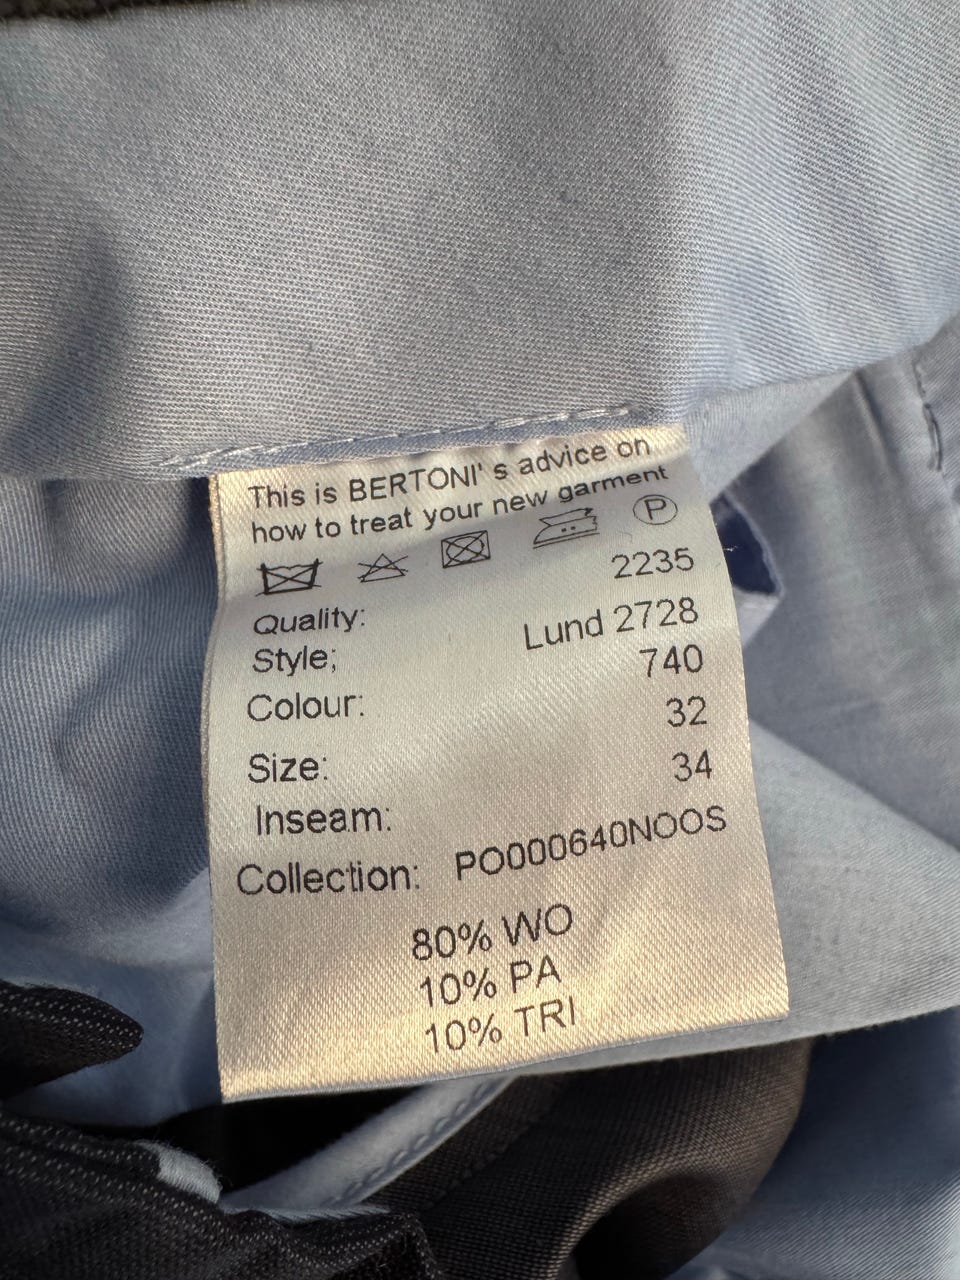 This is BERTONI' s advice on
how to treat your new garment
P
Quality: 2235
Style; Lund 2728
Colour: 740
Size: 32
Inseam: 34
Collection: PO000640NOOS
80% WO
10% PA
10% TRI